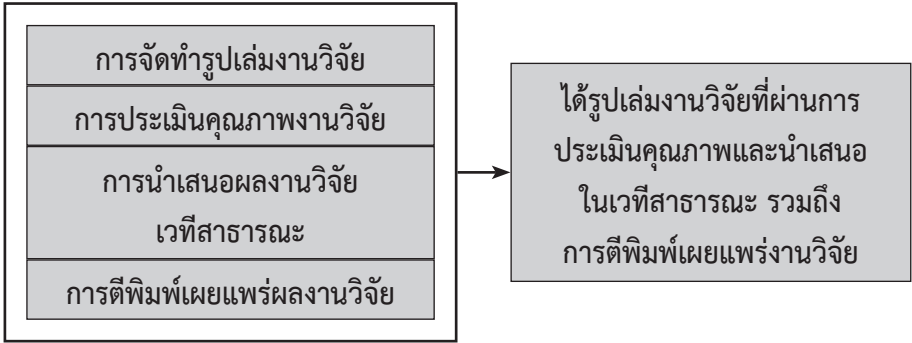 การจัดทำรูปเล่มงานวิจัย
การประเมินคุณภาพงานวิจัย
การนำเสนอผลงานวิจัย
เวทีสาธารณะ
การตีพิมพ์เผยแพร่ผลงานวิจัย
ได้รูปเล่มงานวิจัยที่ผ่านการ
ประเมินคุณภาพและนำเสนอ
ในเวทีสาธารณะ รวมถึง
การตีพิมพ์เผยแพร่งานวิจัย